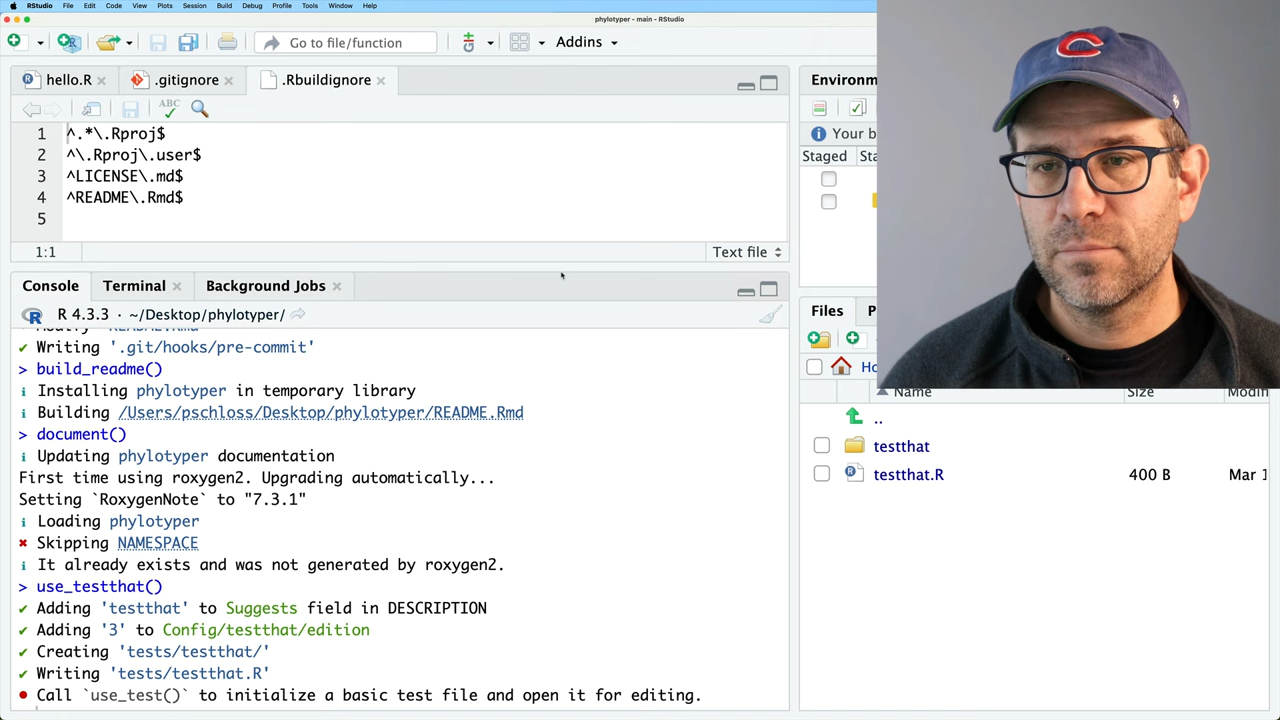 RStudio File Edit Code View Plots Session Build Debug Profile Tools Window Help
phylotyper - main - RStudio
Go to file/function
Addins
hello.R
.gitignore
.Rbuildignore
ABC
1 ^.*\.Rproj$
2 ^\.Rproj\.user$
3 ^LICENSE\.md$
4 ^README\.Rmd$
5
1:1
Text file
Console
Terminal
Background Jobs
R 4.3.3 · ~/Desktop/phylotyper/
✔ Writing '.git/hooks/pre-commit'
> build_readme()
ℹ Installing phylotyper in temporary library
ℹ Building /Users/pschloss/Desktop/phylotyper/README.Rmd
> document()
ℹ Updating phylotyper documentation
First time using roxygen2. Upgrading automatically...
Setting `RoxygenNote` to "7.3.1"
ℹ Loading phylotyper
✖ Skipping NAMESPACE
ℹ It already exists and was not generated by roxygen2.
> use_testthat()
✔ Adding 'testthat' to Suggests field in DESCRIPTION
✔ Adding '3' to Config/testthat/edition
✔ Creating 'tests/testthat/'
✔ Writing 'tests/testthat.R'
● Call `use_test()` to initialize a basic test file and open it for editing.
Environm
Your b
Staged Sta
Files P
Ho
Name Size Modifi
..
testthat
testthat.R 400 B Mar 1
C